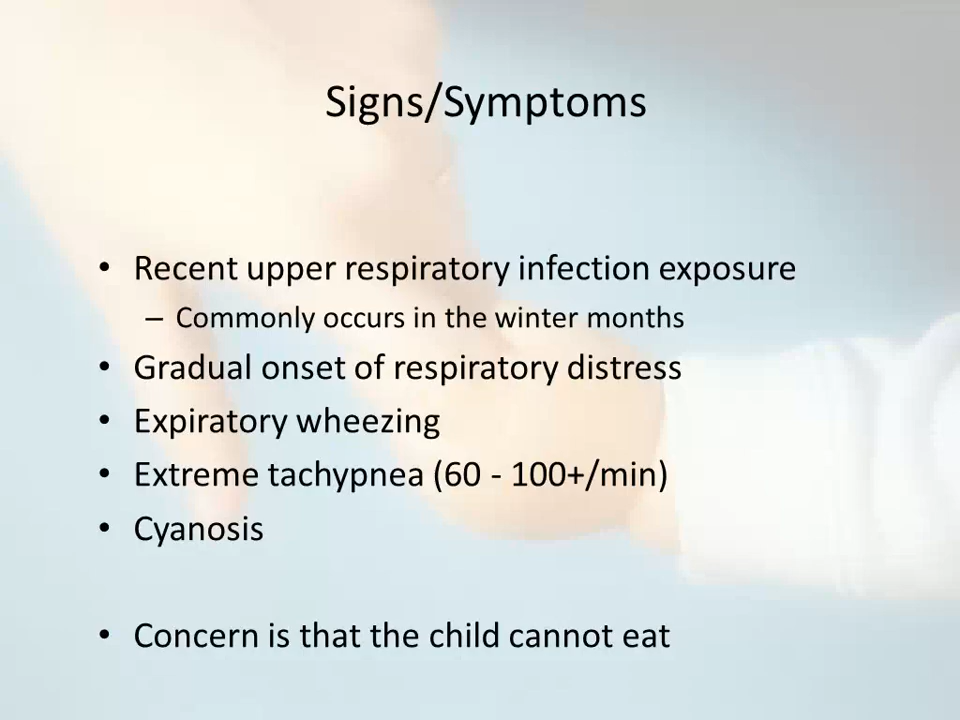 Signs/Symptoms
• Recent upper respiratory infection exposure
– Commonly occurs in the winter months
• Gradual onset of respiratory distress
• Expiratory wheezing
• Extreme tachypnea (60 - 100+/min)
• Cyanosis
• Concern is that the child cannot eat